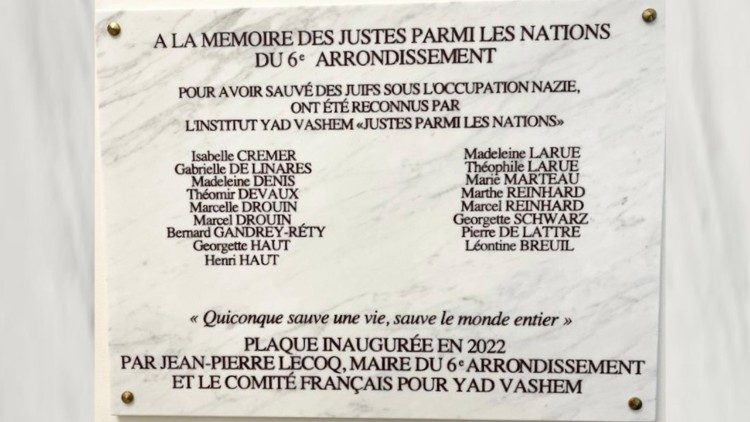 A LA MEMOIRE DES JUSTES PARMI LES NATIONS
DU 6e ARRONDISSEMENT
POUR AVOIR SAUVÉ DES JUIFS SOUS L'OCCUPATION NAZIE,
ONT ÉTÉ RECONNUS PAR
L'INSTITUT YAD VASHEM «JUSTES PARMI LES NATIONS»
Isabelle CREMER
Gabrielle DE LINARES
Madeleine DENIS
Théomir DEVAUX
Marcelle DROUIN
Marcel DROUIN
Bernard GANDREY-RÉTY
Georgette HAUT
Henri HAUT
Madeleine LARUE
Théophile LARUE
Marie MARTEAU
Marthe REINHARD
Marcel REINHARD
Georgette SCHWARZ
Pierre DE LATTRE
Léontine BREUIL
« Quiconque sauve une vie, sauve le monde entier »
PLAQUE INAUGURÉE EN 2022
PAR JEAN-PIERRE LECOQ, MAIRE DU 6e ARRONDISSEMENT
ET LE COMITÉ FRANÇAIS POUR YAD VASHEM